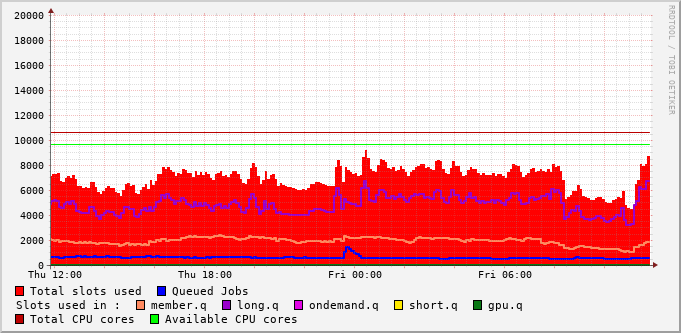 20000
18000
16000
14000
12000
10000
8000
6000
4000
2000
0
Thu 12:00 Thu 18:00 Fri 00:00 Fri 06:00
Total slots used Queued Jobs
Slots used in : member.q long.q ondemand.q short.q gpu.q
Total CPU cores Available CPU cores
RRDTOOL / TOBI OETIKER